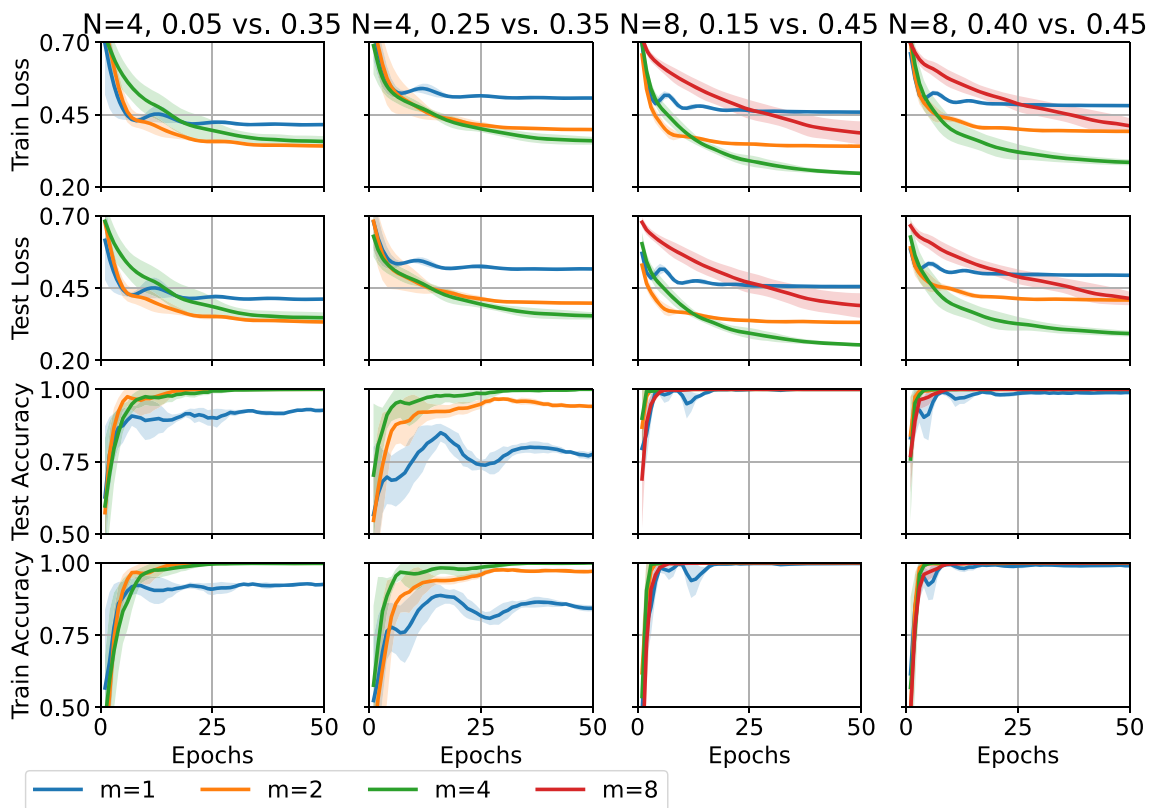 N=4, 0.05 vs. 0.35 N=4, 0.25 vs. 0.35 N=8, 0.15 vs. 0.45 N=8, 0.40 vs. 0.45
0.70
0.45
0.20
Train Loss
0.70
0.45
0.20
Test Loss
1.00
0.75
0.50
Test Accuracy
1.00
0.75
0.50
Train Accuracy
0 25 50 0 25 50 0 25 50 0 25 50
Epochs Epochs Epochs Epochs
m=1 m=2 m=4 m=8